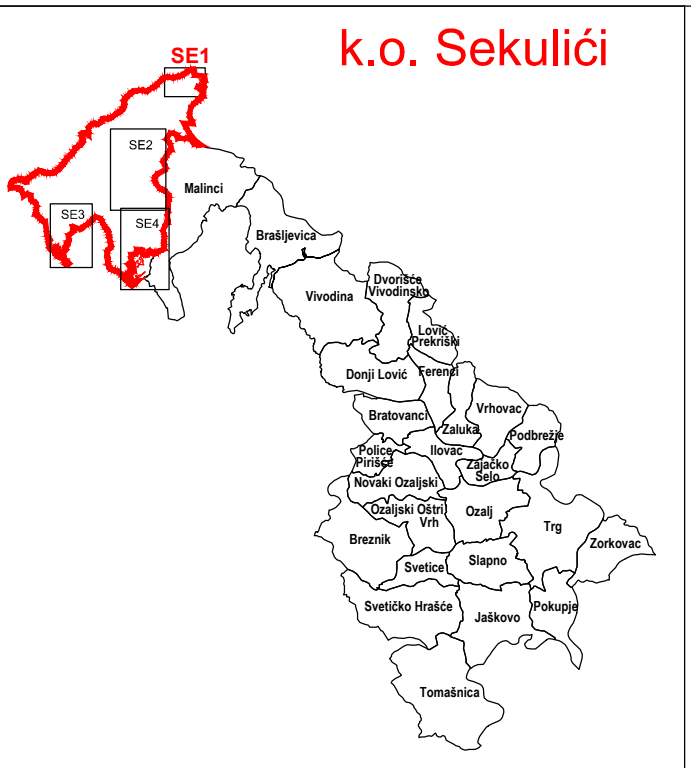 k.o. Sekulići
SE1
SE2
SE3
SE4
Malinci
Brašljevica
Vivodina
Dvorišće
Vivodinsko
Lović
Prekriški
Donji Lović
Ferenci
Bratovanci
Vrhovac
Zaluka
Podbrežje
Police
Pirišće
Ilovac
Zajačko
Selo
Novaki Ozaljski
Ozaljski Oštri
Vrh
Ozalj
Trg
Breznik
Zorkovac
Svetice
Slapno
Svetičko Hrašće
Jaškovo
Pokupje
Tomašnica